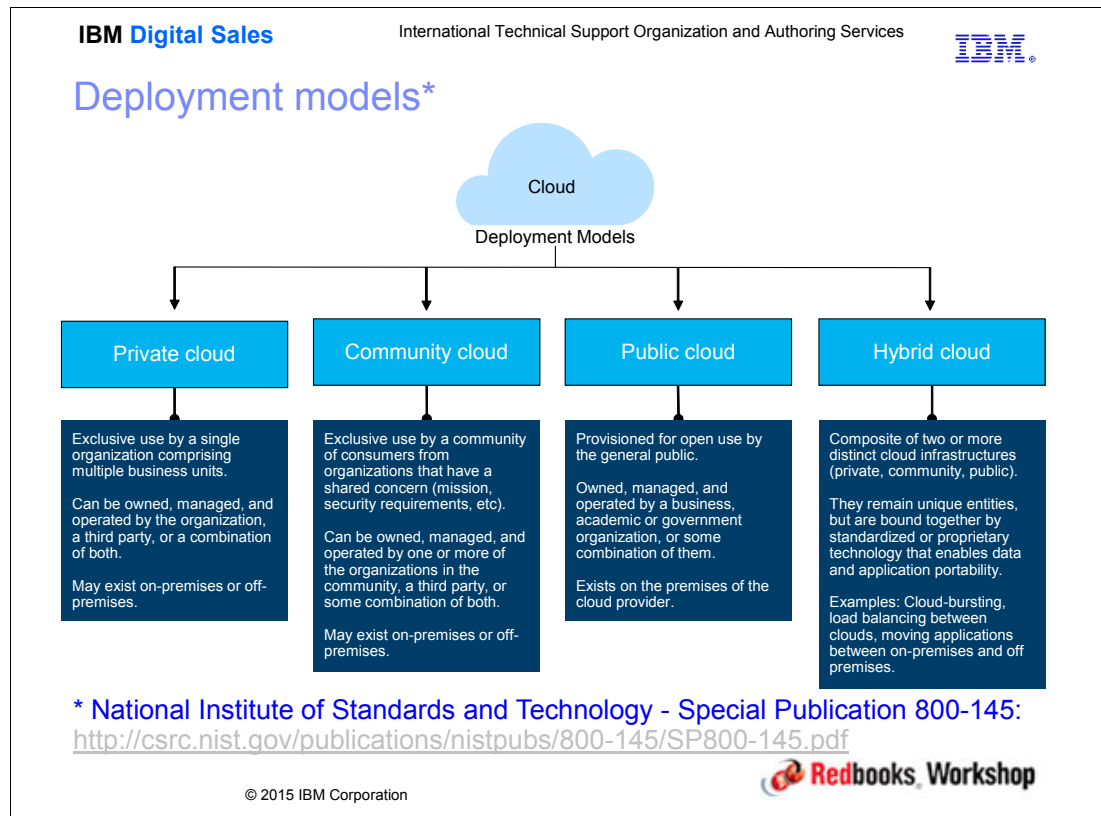 IBM Digital Sales
International Technical Support Organization and Authoring Services
IBM®
Deployment models*
Cloud
Deployment Models
Private cloud
Community cloud
Public cloud
Hybrid cloud
Exclusive use by a single
organization comprising
multiple business units.
Can be owned, managed, and
operated by the organization,
a third party, or a combination
of both.
May exist on-premises or off-
premises.
Exclusive use by a community
of consumers from
organizations that have a
shared concern (mission,
security requirements, etc).
Can be owned, managed, and
operated by one or more of
the organizations in the
community, a third party, or
some combination of both.
May exist on-premises or off-
premises.
Provisioned for open use by
the general public.
Owned, managed, and
operated by a business,
academic or government
organization, or some
combination of them.
Exists on the premises of the
cloud provider.
Composite of two or more
distinct cloud infrastructures
(private, community, public).
They remain unique entities,
but are bound together by
standardized or proprietary
technology that enables data
and application portability.
Examples: Cloud-bursting,
load balancing between
clouds, moving applications
between on-premises and off
premises.
* National Institute of Standards and Technology - Special Publication 800-145:
http://csrc.nist.gov/publications/nistpubs/800-145/SP800-145.pdf
© 2015 IBM Corporation
Redbooks Workshop